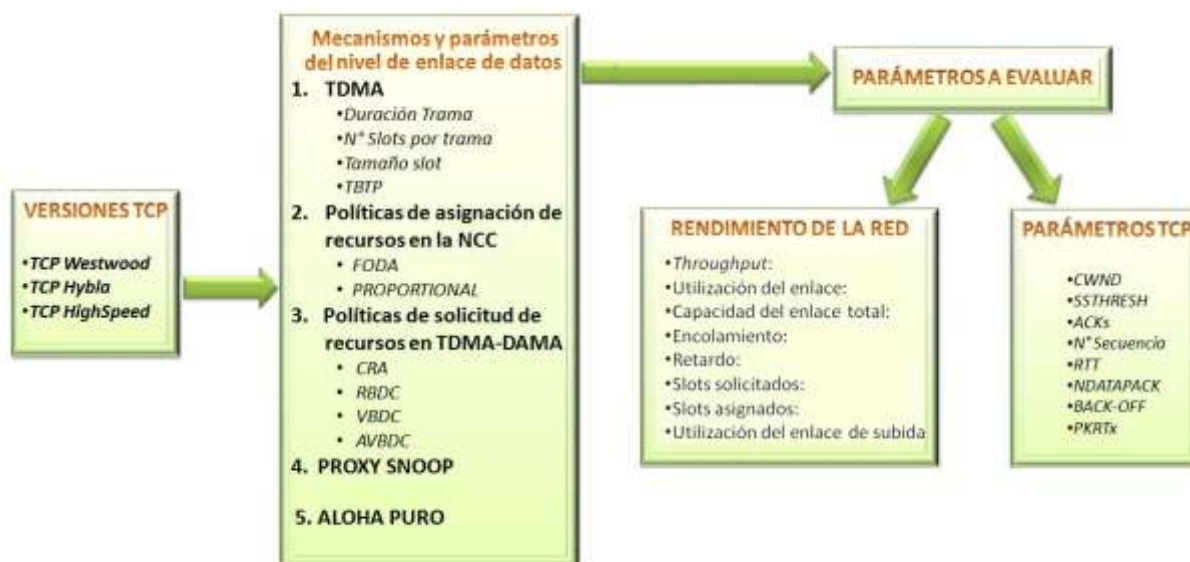 VERSIONES TCP
•TCP Westwood
•TCP Hybla
•TCP HighSpeed
Mecanismos y parámetros
del nivel de enlace de datos
1. TDMA
•Duración Trama
•N° Slots por trama
•Tamaño slot
•TBTP
2. Políticas de asignación de
recursos en la NCC
• FODA
• PROPORTIONAL
3. Políticas de solicitud de
recursos en TDMA-DAMA
• CRA
• RBDC
• VBDC
• AVBDC
4. PROXY SNOOP
5. ALOHA PURO
PARÁMETROS A EVALUAR
RENDIMIENTO DE LA RED
•Throughput:
•Utilización del enlace:
•Capacidad del enlace total:
•Encolamiento:
•Retardo:
•Slots solicitados:
•Slots asignados:
•Utilización del enlace de subida
PARÁMETROS TCP
•CWND
•SSTHRESH
•ACKs
•N° Secuencia
•RTT
•NDATAPACK
•BACK-OFF
•PKRTx